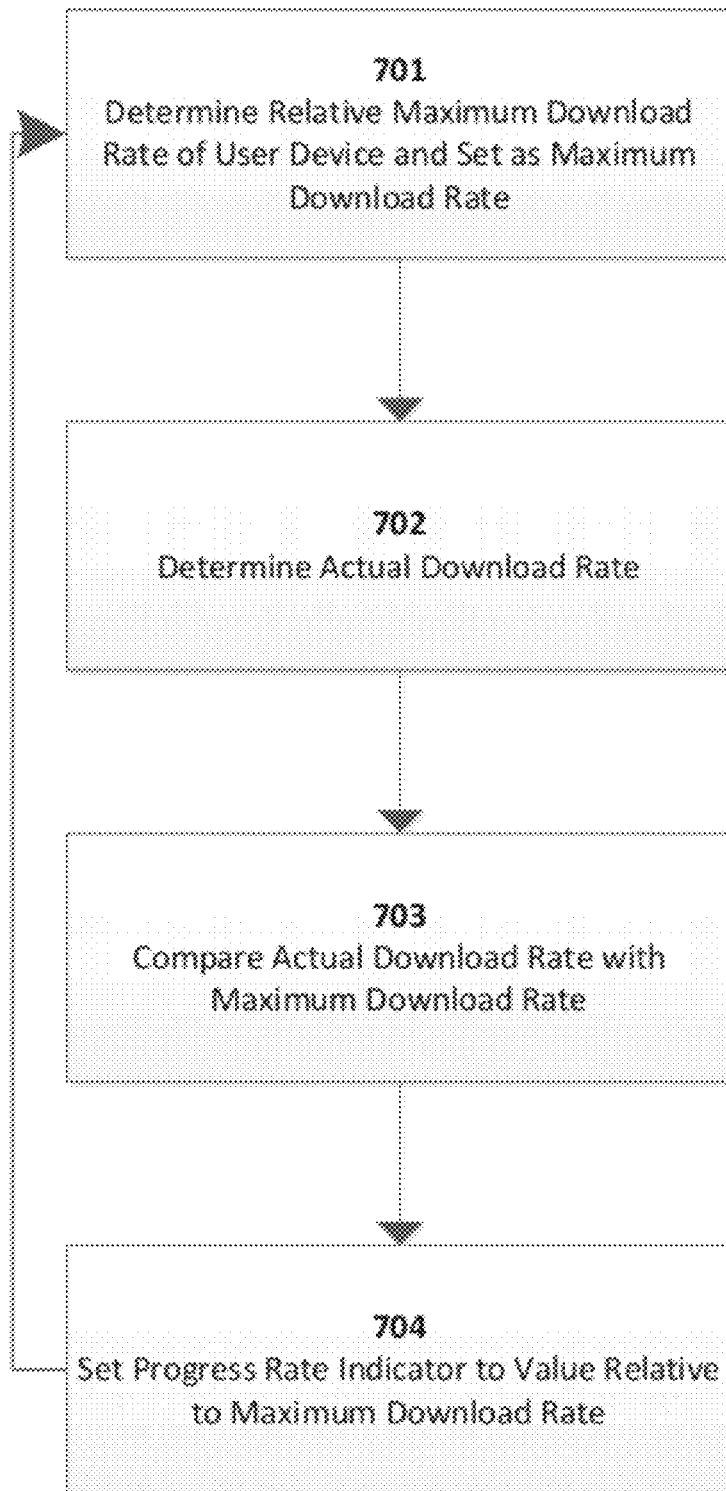 701
Determine Relative Maximum Download
Rate of User Device and Set as Maximum
Download Rate
702
Determine Actual Download Rate
703
Compare Actual Download Rate with
Maximum Download Rate
704
Set Progress Rate Indicator to Value Relative
to Maximum Download Rate